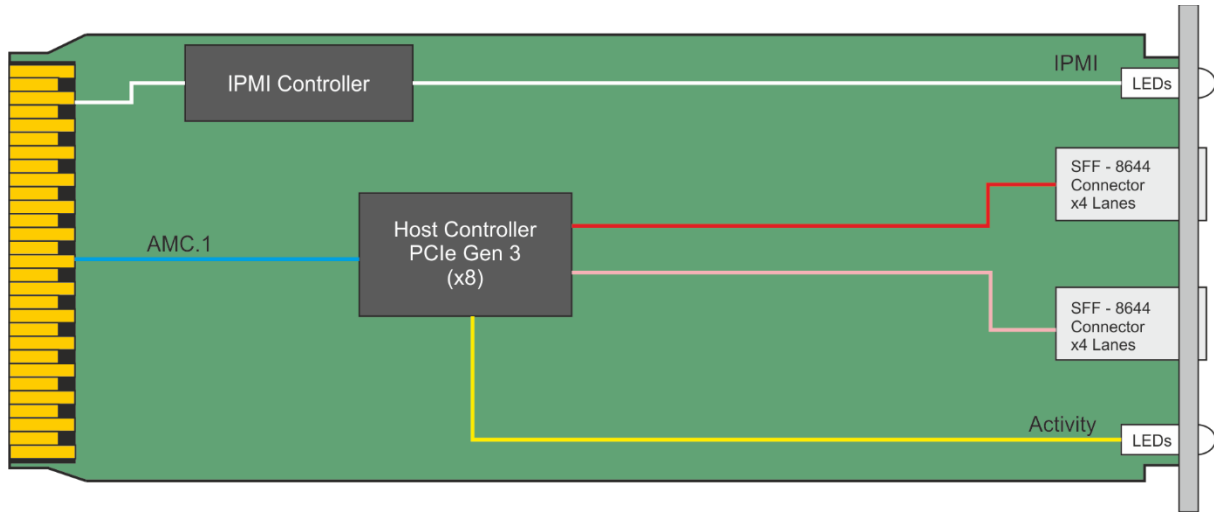 IPMI Controller
IPMI
LEDs
SFF - 8644
Connector
x4 Lanes
Host Controller
PCIe Gen 3
(x8)
AMC.1
SFF - 8644
Connector
x4 Lanes
Activity
LEDs